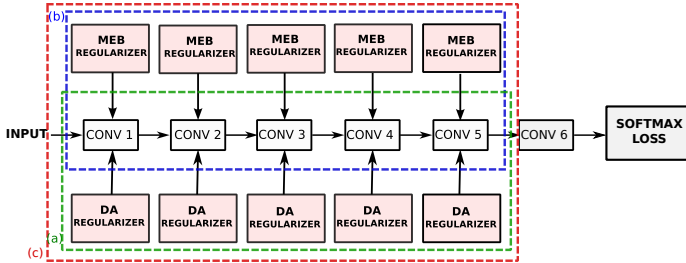 (b)
MEB MEB MEB MEB MEB
REGULARIZER REGULARIZER REGULARIZER REGULARIZER REGULARIZER
INPUT CONV 1 CONV 2 CONV 3 CONV 4 CONV 5 CONV 6 SOFTMAX
LOSS
DA DA DA DA DA
REGULARIZER REGULARIZER REGULARIZER REGULARIZER REGULARIZER
(a)
(c)